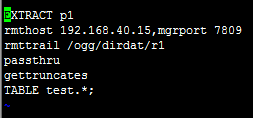 EXTRACT p1
rmthost 192.168.40.15,mgrport 7809
rmttrail /ogg/dirdat/r1
passthru
gettruncates
TABLE test.*;
~